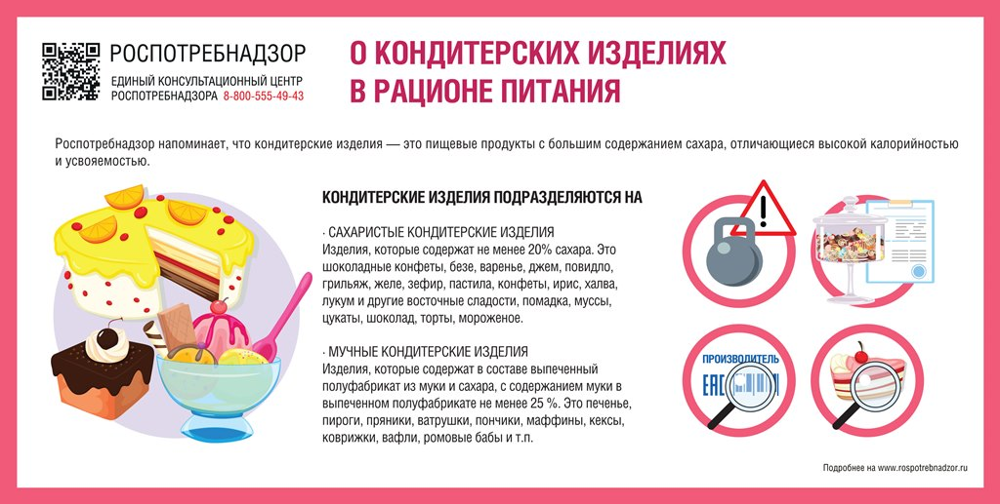 РОСПОТРЕБНАДЗОР
ЕДИНЫЙ КОНСУЛЬТАЦИОННЫЙ ЦЕНТР
РОСПОТРЕБНАДЗОРА 8-800-555-49-43
О КОНДИТЕРСКИХ ИЗДЕЛИЯХ
В РАЦИОНЕ ПИТАНИЯ
Роспотребнадзор напоминает, что кондитерские изделия — это пищевые продукты с большим содержанием сахара, отличающиеся высокой калорийностью
и усвояемостью.
КОНДИТЕРСКИЕ ИЗДЕЛИЯ ПОДРАЗДЕЛЯЮТСЯ НА
· САХАРИСТЫЕ КОНДИТЕРСКИЕ ИЗДЕЛИЯ
Изделия, которые содержат не менее 20% сахара. Это
шоколадные конфеты, безе, варенье, джем, повидло,
грильяж, желе, зефир, пастила, конфеты, ирис, халва,
лукум и другие восточные сладости, помадка, муссы,
цукаты, шоколад, торты, мороженое.
· МУЧНЫЕ КОНДИТЕРСКИЕ ИЗДЕЛИЯ
Изделия, которые содержат в составе выпеченный
полуфабрикат из муки и сахара, с содержанием муки в
выпеченном полуфабрикате не менее 25 %. Это печенье,
пироги, пряники, ватрушки, пончики, маффины, кексы,
коврижки, вафли, ромовые бабы и т.п.
!
ПРОИЗВОДИТЕЛЬ
EAC
Подробнее на www.rospotrebnadzor.ru